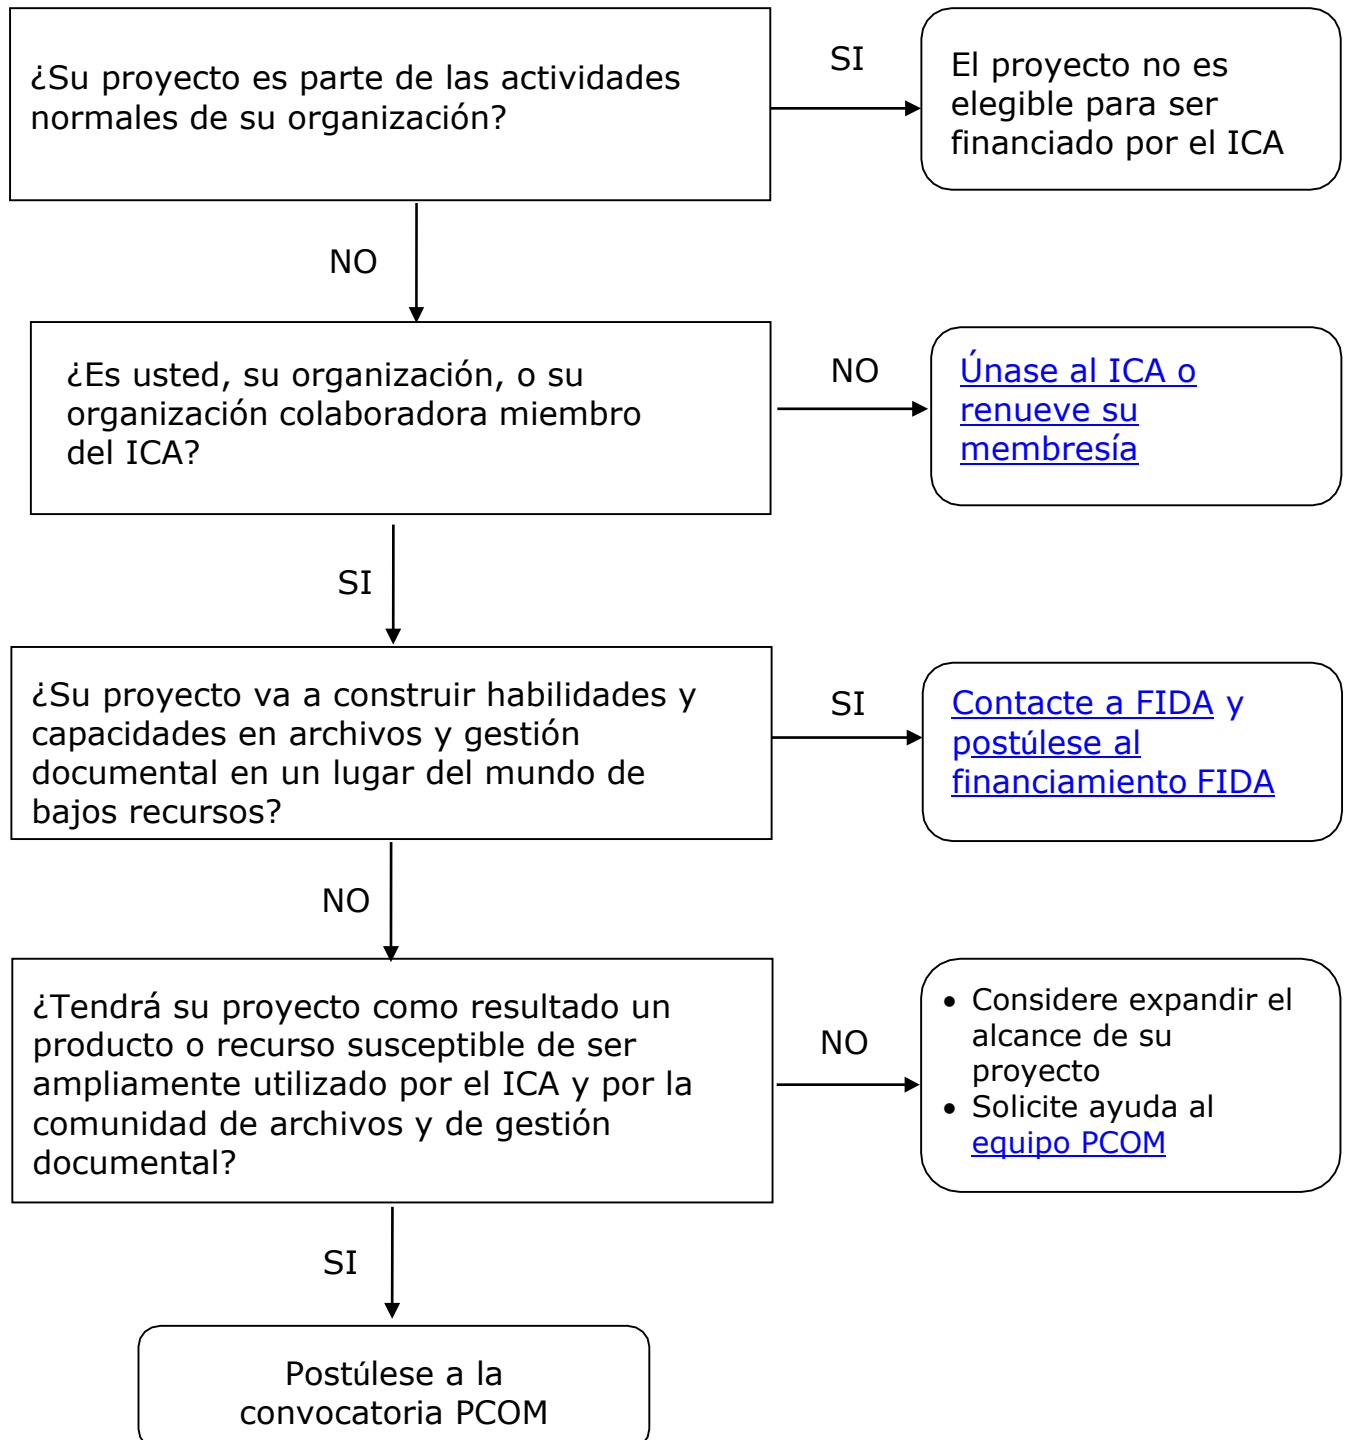 ¿Su proyecto es parte de las actividades
normales de su organización?
SI
El proyecto no es
elegible para ser
financiado por el ICA
NO
¿Es usted, su organización, o su
organización colaboradora miembro
del ICA?
NO
Únase al ICA o
renueve su
membresía
SI
¿Su proyecto va a construir habilidades y
capacidades en archivos y gestión
documental en un lugar del mundo de
bajos recursos?
SI
Contacte a FIDA y
postúlese al
financiamiento FIDA
NO
¿Tendrá su proyecto como resultado un
producto o recurso susceptible de ser
ampliamente utilizado por el ICA y por la
comunidad de archivos y de gestión
documental?
NO
• Considere expandir el
alcance de su
proyecto
• Solicite ayuda al
equipo PCOM
SI
Postúlese a la
convocatoria PCOM